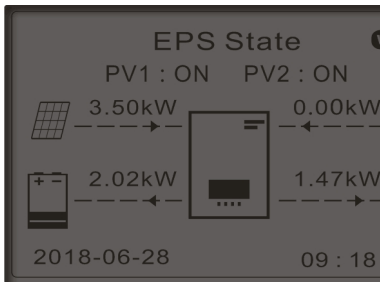 EPS State
PV1 : ON PV2 : ON
3.50kW 0.00kW
2.02kW 1.47kW
2018-06-28 09 : 18